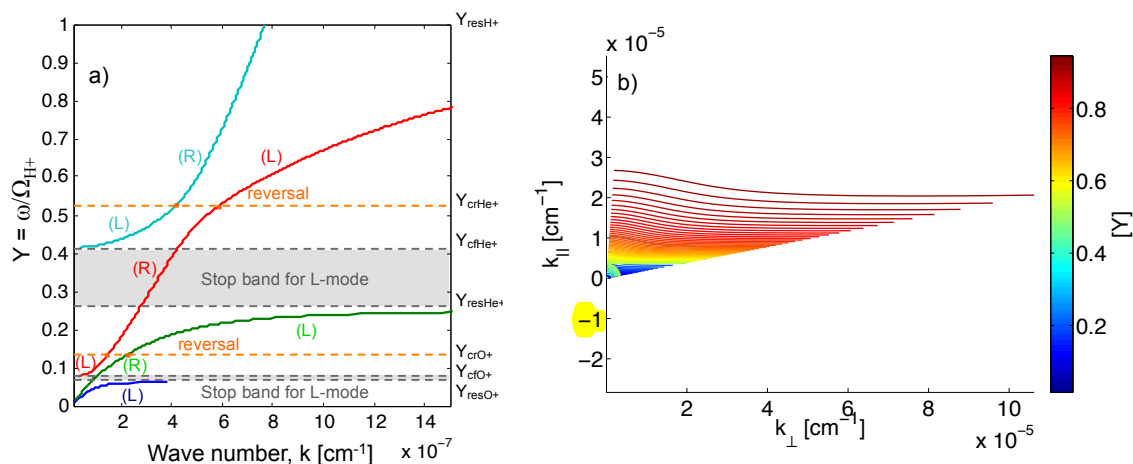 a)
Y = ω/Ω_H+
1
0.9
0.8
0.7
0.6
0.5
0.4
0.3
0.2
0.1
0
2 4 6 8 10 12 14
Wave number, k [cm⁻¹] x 10⁻⁷
(R)
(L)
reversal
(L)
(R)
Stop band for L-mode
(L)
reversal
(L)
(R)
(L)
Stop band for L-mode
Y_resH+
Y_crHe+
Y_cfHe+
Y_resHe+
Y_crO+
Y_cfO+
Y_resO+
x 10⁻⁵
b)
k_|| [cm⁻¹]
5
4
3
2
1
0
−1
−2
2 4 6 8 10
k_⊥ [cm⁻¹]
x 10⁻⁵
0.8
0.6
0.4
0.2
[Y]